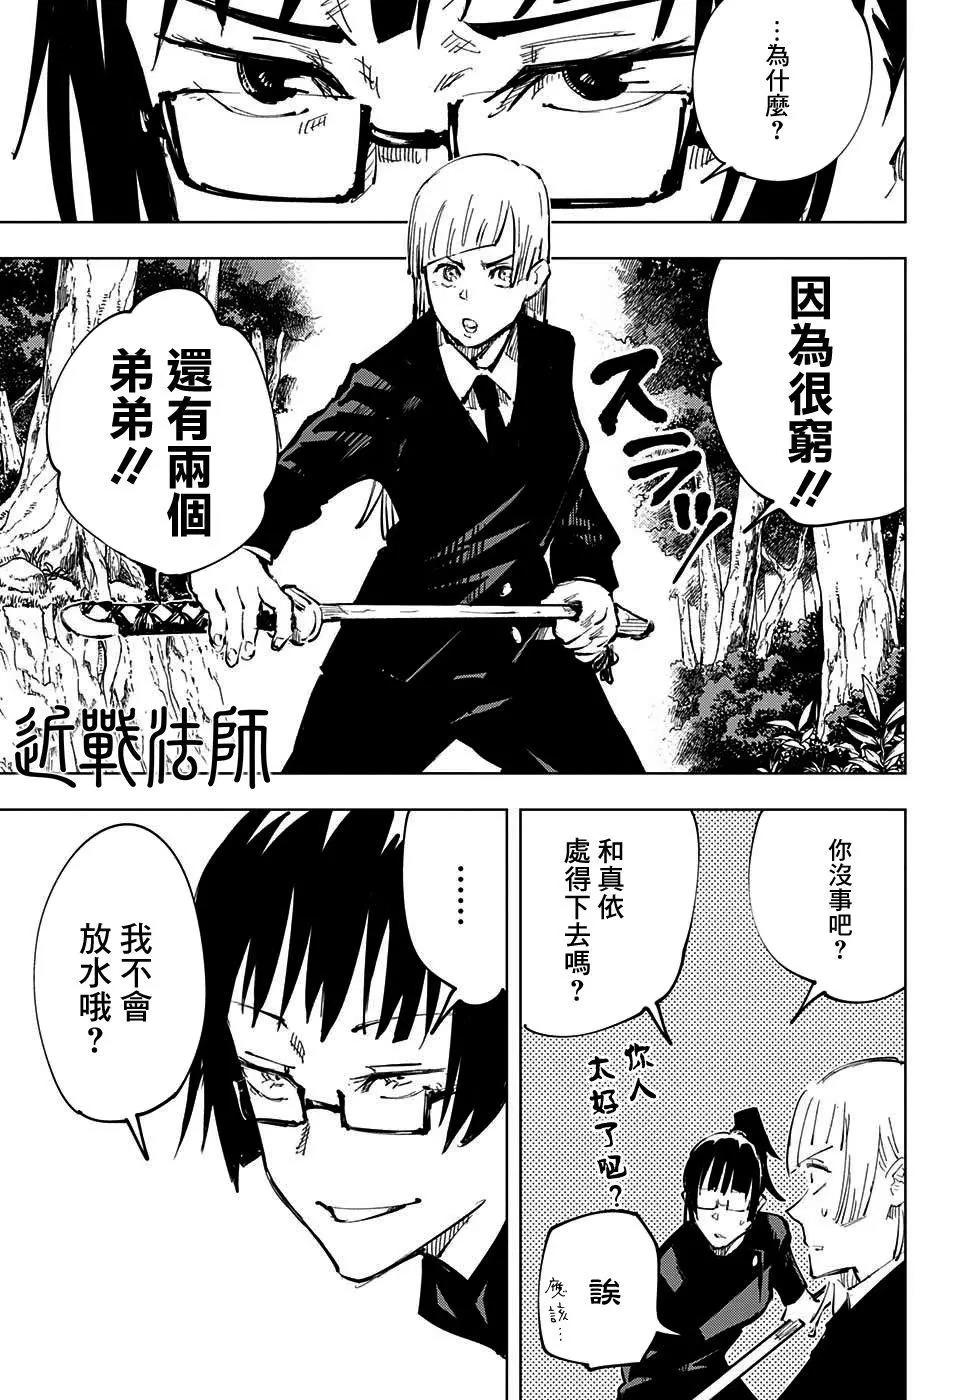 …為什麼？
因為很窮!!
還有兩個
弟弟!!
スラッ
近戰法師
你沒事吧？
和真依
處得下去嗎？
你人
太好了吧？
誒
應該…
……
我不會
放水哦？